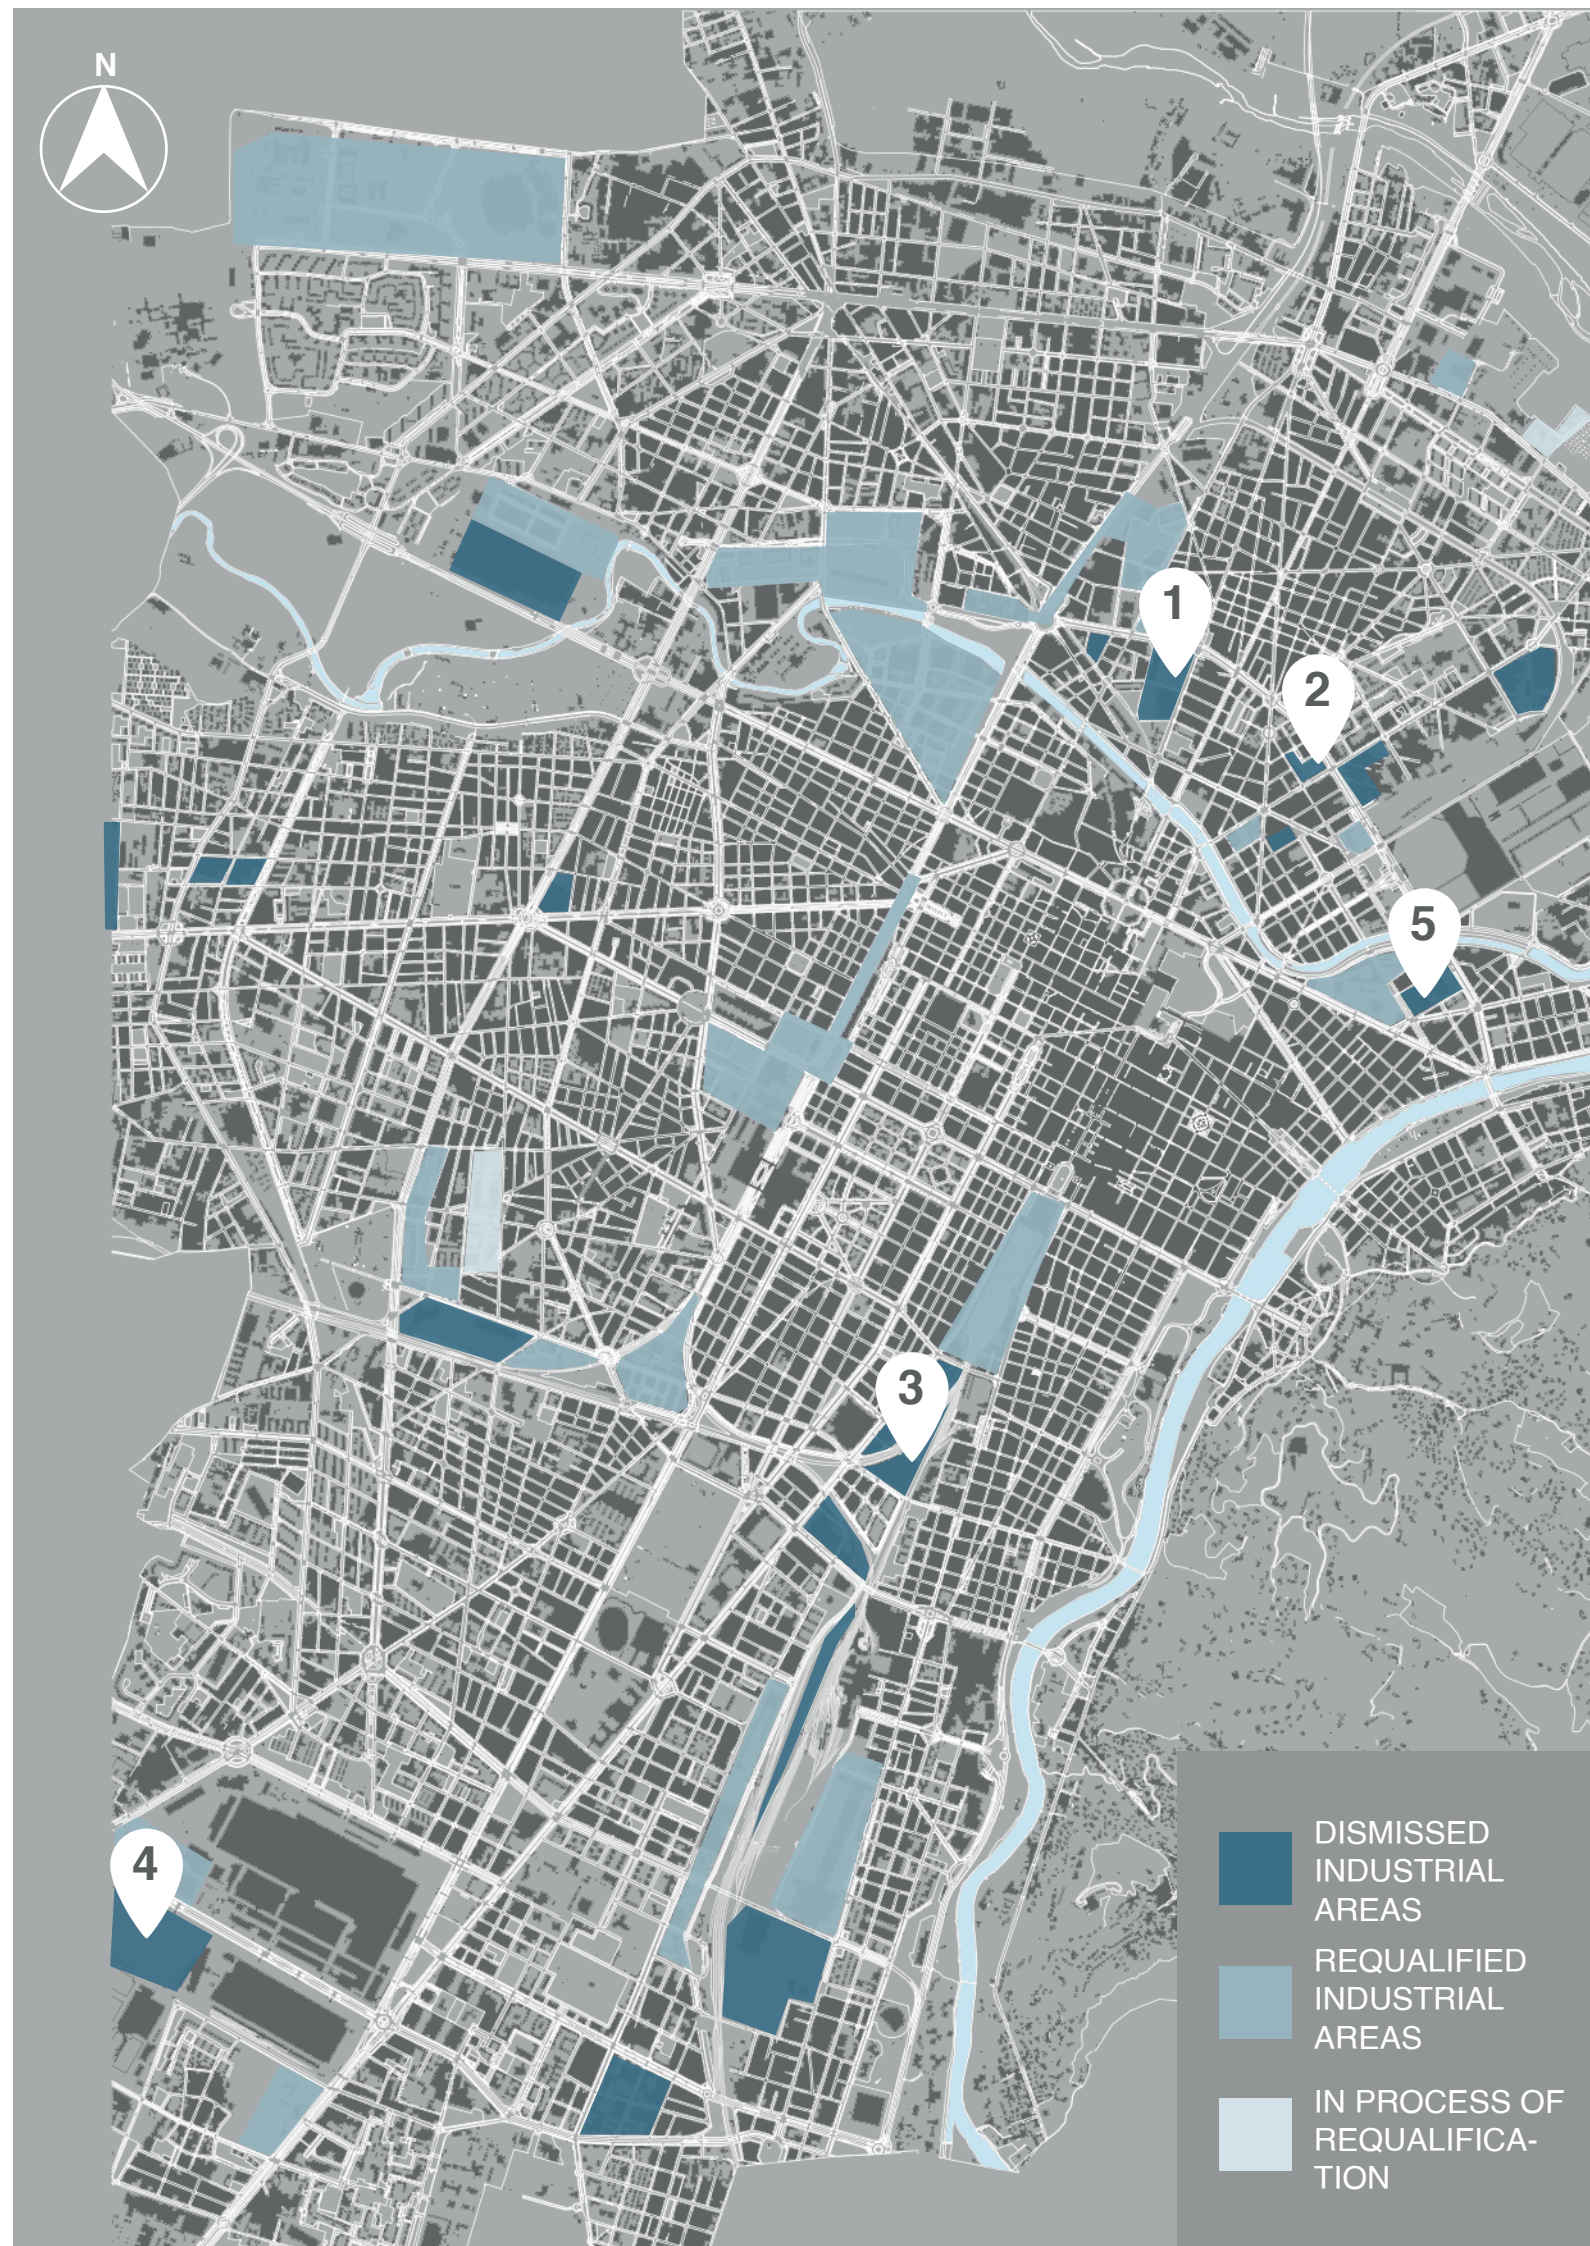 N
1
2
5
3
4
DISMISSED
INDUSTRIAL
AREAS
REQUALIFIED
INDUSTRIAL
AREAS
IN PROCESS OF
REQUALIFICA-
TION